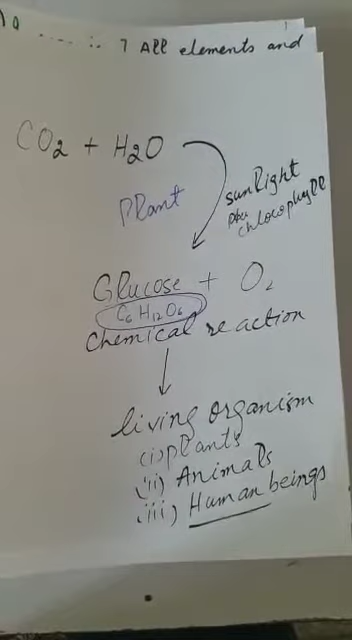 7 All elements and
CO2 + H2O
Plant
sunlight
chlorophyll
Glucose + O2
C6H12O6
chemical reaction
living organism
(i) plants
(ii) Animals
(iii) Human beings